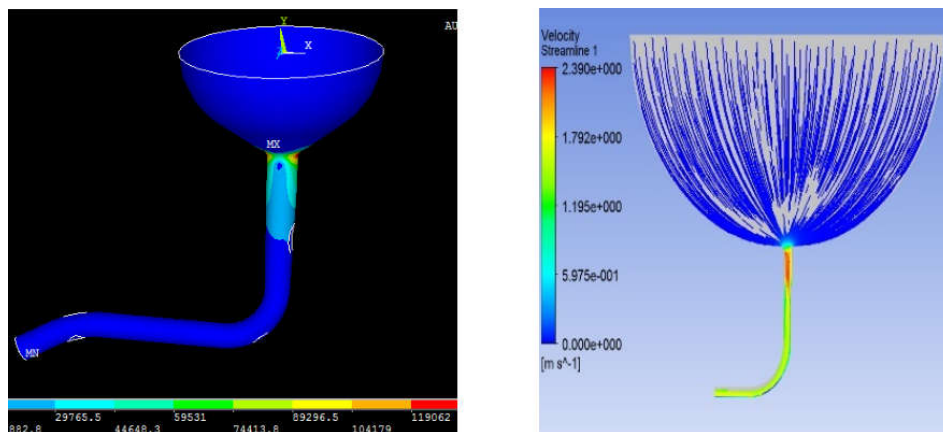 Y
X
AU
MX
MN
29765.5 59531 89296.5 119062
882.8 44648.3 74413.8 104179
Velocity
Streamline 1
2.390e+000
1.792e+000
1.195e+000
5.975e-001
0.000e+000
[m s^-1]